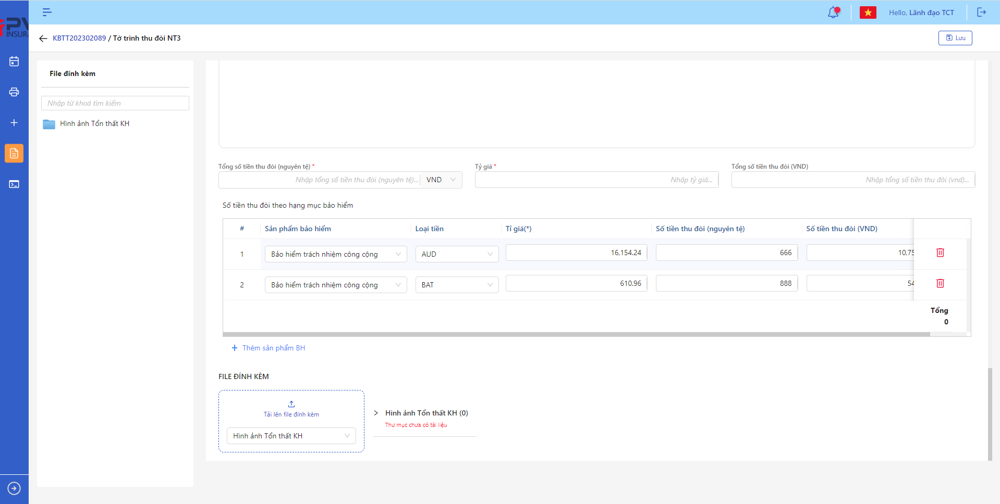 PV
INSURA
Hello, Lãnh đạo TCT
KBTT202302089 / Tờ trình thu đòi NT3
Lưu
File đính kèm
Nhập từ khoá tìm kiếm
Hình ảnh Tổn thất KH
Tổng số tiền thu đòi (nguyên tệ) *
Tỷ giá *
Tổng số tiền thu đòi (VND)
Nhập tổng số tiền thu đòi (nguyên tệ)... VND
Nhập tỷ giá...
Nhập tổng số tiền thu đòi (vnd)...
Số tiền thu đòi theo hạng mục bảo hiểm
# Sản phẩm bảo hiểm Loại tiền Tỉ giá(*) Số tiền thu đòi (nguyên tệ) Số tiền thu đòi (VND)
1 Bảo hiểm trách nhiệm công cộng AUD 16,154.24 666 10,75
2 Bảo hiểm trách nhiệm công cộng BAT 610.96 888 54
Tổng
0
+ Thêm sản phẩm BH
FILE ĐÍNH KÈM
Tải lên file đính kèm
Hình ảnh Tổn thất KH
Hình ảnh Tổn thất KH (0)
Thư mục chưa có tài liệu